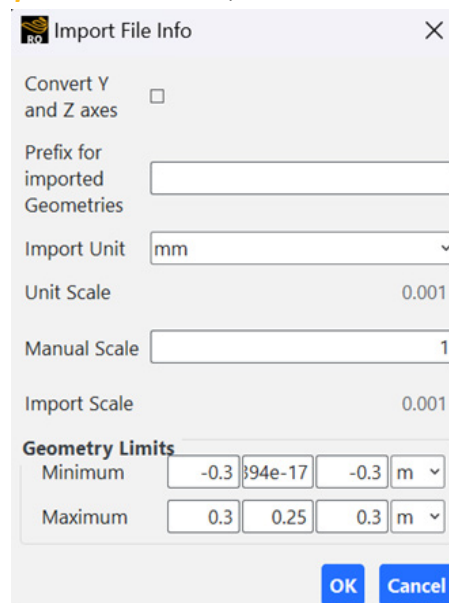 RO Import File Info
Convert Y
and Z axes
Prefix for
imported
Geometries
Import Unit mm
Unit Scale 0.001
Manual Scale 1
Import Scale 0.001
Geometry Limits
Minimum -0.3 394e-17 -0.3 m
Maximum 0.3 0.25 0.3 m
OK Cancel